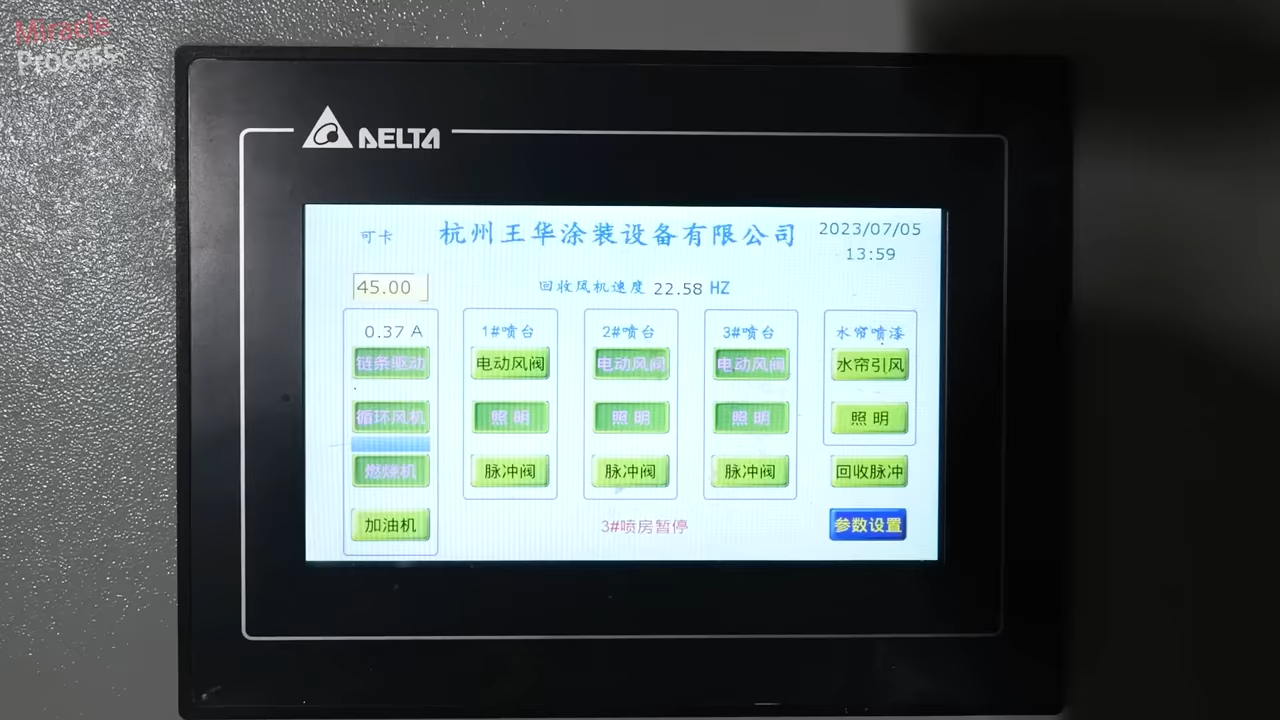 Miracle
Process
DELTA
可卡
杭州王华涂装设备有限公司
2023/07/05
13:59
45.00
回收风机速度 22.58 HZ
0.37 A
1#喷台
2#喷台
3#喷台
水帘喷漆
链条驱动
电动风阀
电动风阀
电动风阀
水帘引风
循环风机
照明
照明
照明
照明
燃烧机
脉冲阀
脉冲阀
脉冲阀
回收脉冲
加油机
3#喷房暂停
参数设置